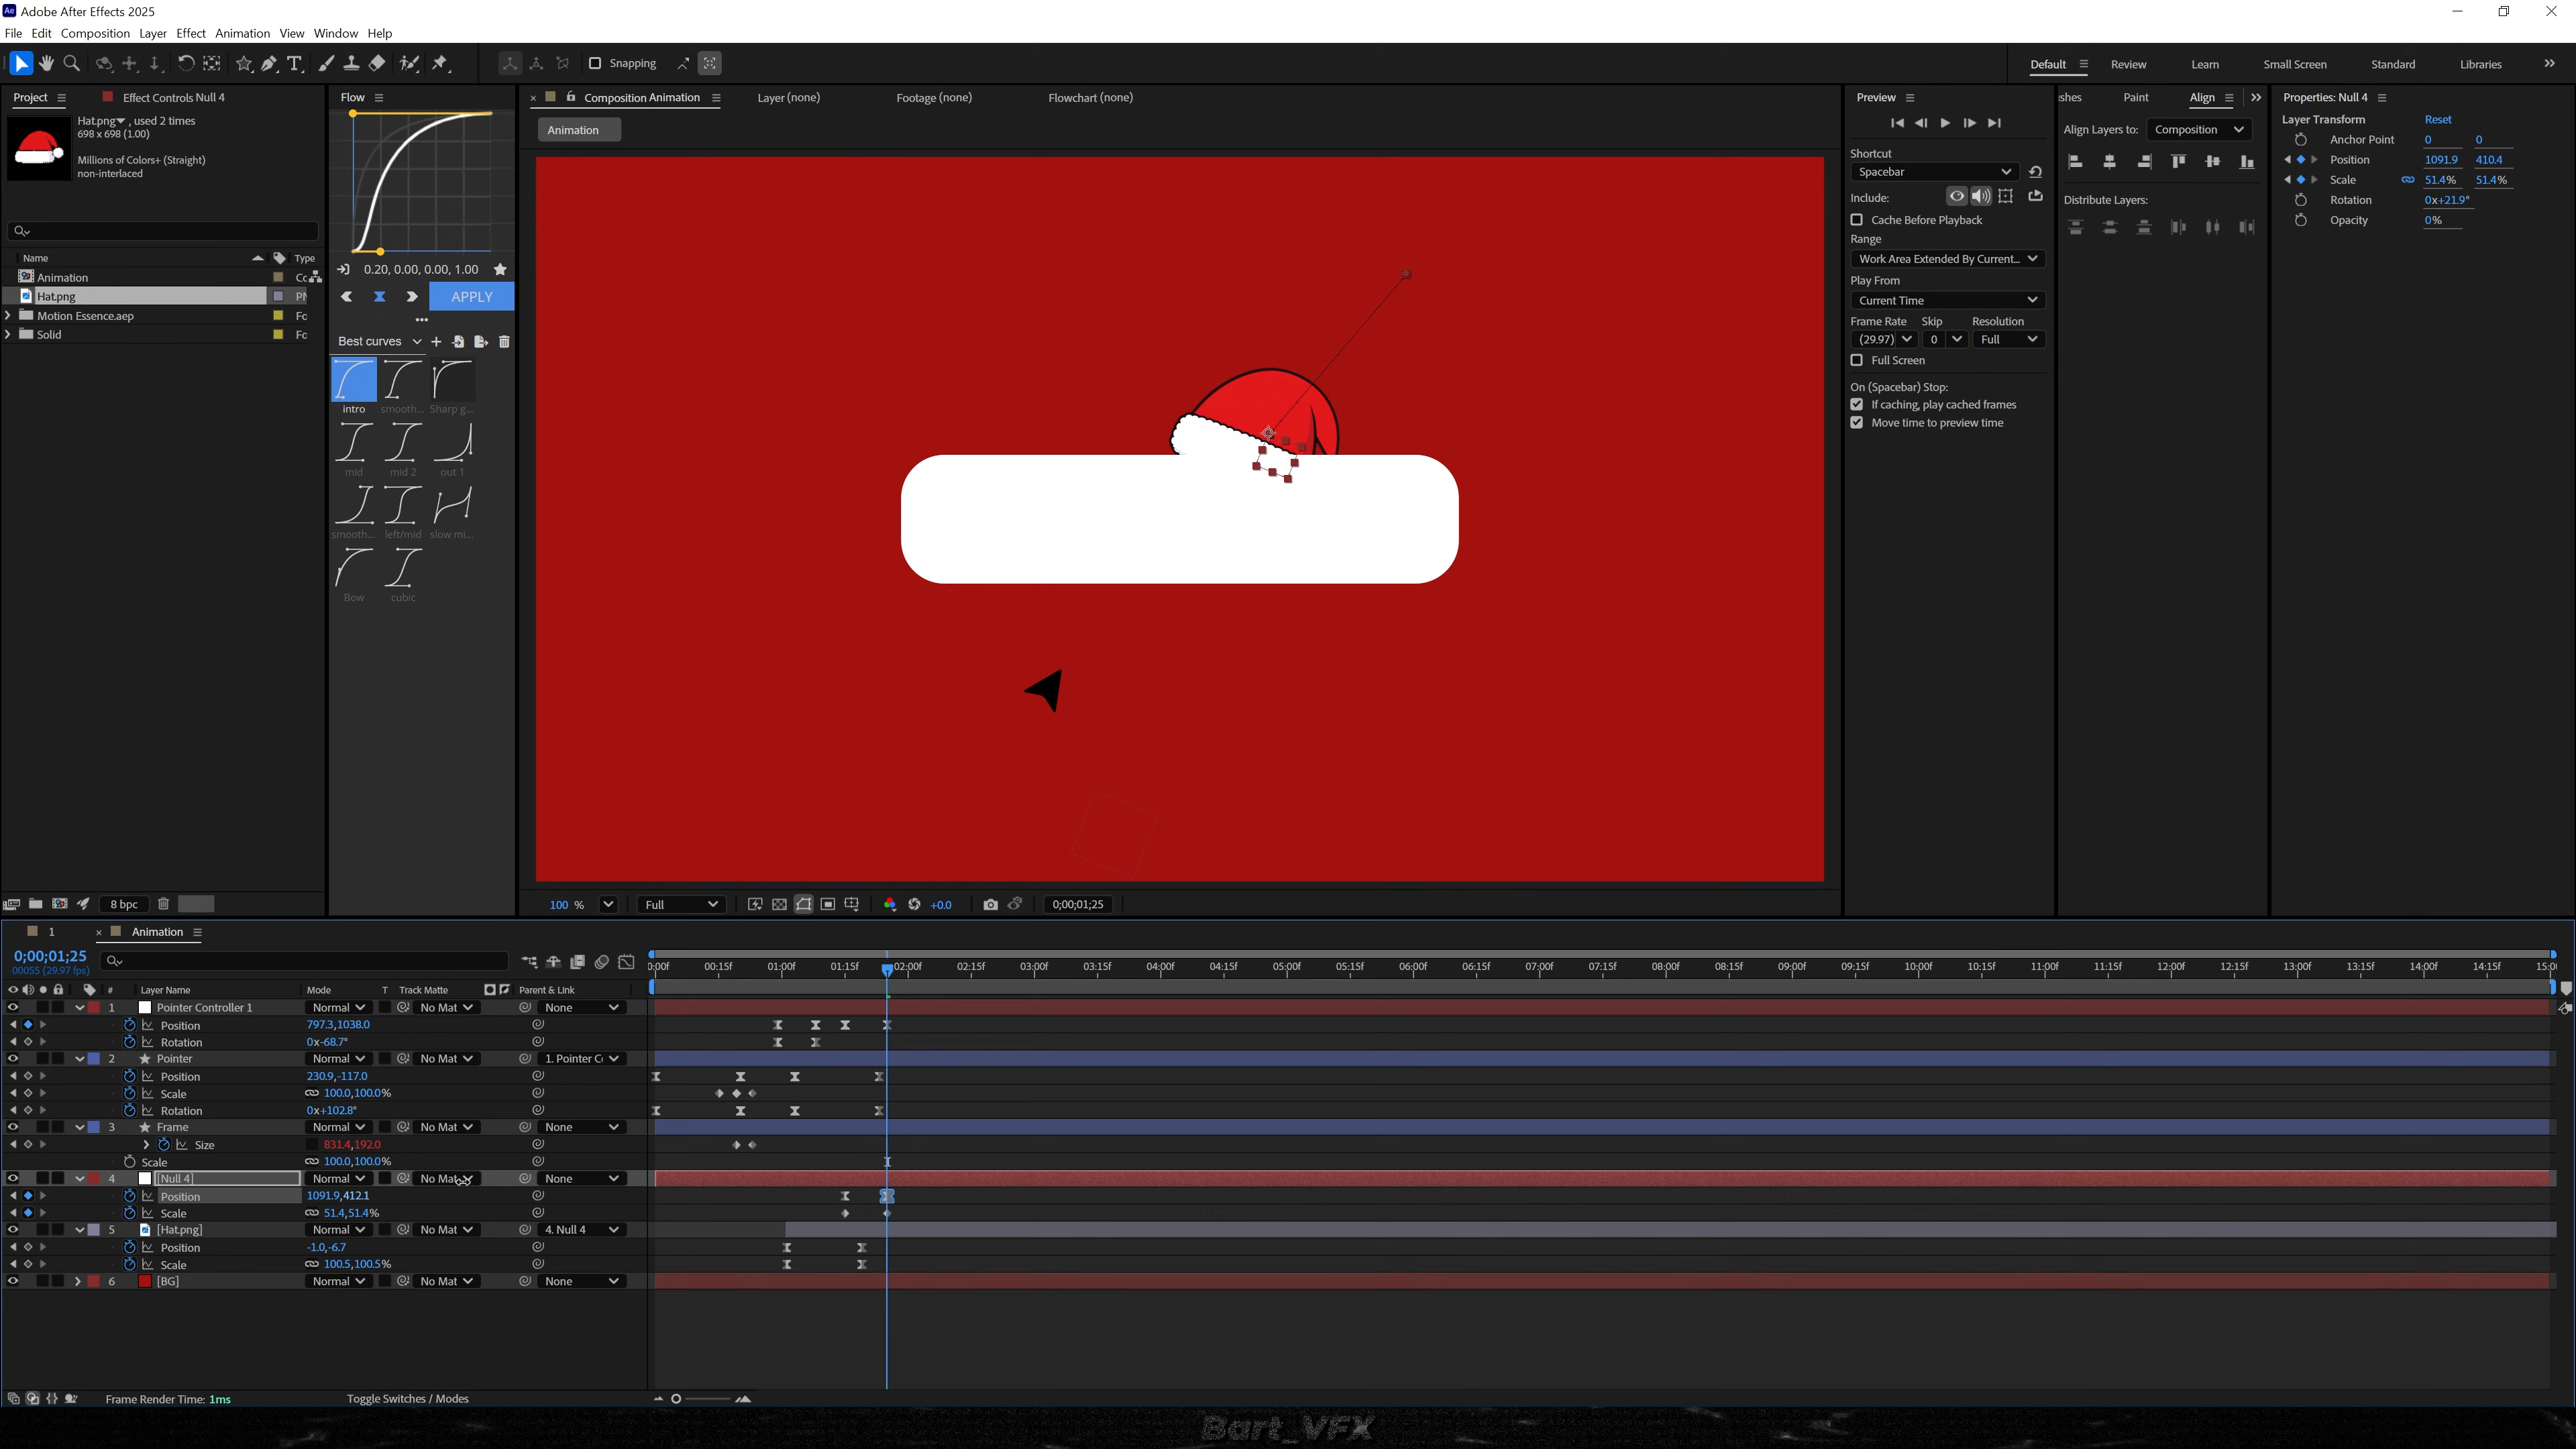 Adobe After Effects 2025
File Edit Composition Layer Effect Animation View Window Help
Snapping
Default Review Learn Small Screen Standard Libraries
Project
Effect Controls Null 4
Hat.png , used 2 times
698 x 698 (1.00)
Millions of Colors+ (Straight)
non-interlaced
Name Type
Animation Cc
Hat.png PN
Motion Essence.aep Fo
Solid Fo
8 bpc
Flow
0.20, 0.00, 0.00, 1.00
APPLY
Best curves
intro smooth... Sharp g...
mid mid 2 out 1
smooth... left/mid slow mi...
Bow cubic
Composition Animation
Layer (none)
Footage (none)
Flowchart (none)
Animation
100 % Full +0.0 0;00;01;25
Preview
Shortcut
Spacebar
Include:
Cache Before Playback
Range
Work Area Extended By Current...
Play From
Current Time
Frame Rate Skip Resolution
(29.97) 0 Full
Full Screen
On (Spacebar) Stop:
If caching, play cached frames
Move time to preview time
shes Paint Align
Align Layers to: Composition
Distribute Layers:
Properties: Null 4
Layer Transform Reset
Anchor Point 0 0
Position 1091.9 410.4
Scale 51.4% 51.4%
Rotation 0x+21.9°
Opacity 0%
1 Animation
0;00;01;25
00055 (29.97 fps)
0:00f 00:15f 01:00f 01:15f 02:00f 02:15f 03:00f 03:15f 04:00f 04:15f 05:00f 05:15f 06:00f 06:15f 07:00f 07:15f 08:00f 08:15f 09:00f 09:15f 10:00f 10:15f 11:00f 11:15f 12:00f 12:15f 13:00f 13:15f 14:00f 14:15f 15:0
# Layer Name Mode T Track Matte Parent & Link
1 Pointer Controller 1 Normal No Mat None
Position 797.3,1038.0
Rotation 0x-68.7°
2 Pointer Normal No Mat 1. Pointer C
Position 230.9,-117.0
Scale 100.0,100.0%
Rotation 0x+102.8°
3 Frame Normal No Mat None
Size 831.4,192.0
Scale 100.0,100.0%
4 [Null 4] Normal No Mat None
Position 1091.9,412.1
Scale 51.4,51.4%
5 [Hat.png] Normal No Mat 4. Null 4
Position -1.0,-6.7
Scale 100.5,100.5%
6 [BG] Normal No Mat None
Frame Render Time: 1ms
Toggle Switches / Modes
Bart_VFX